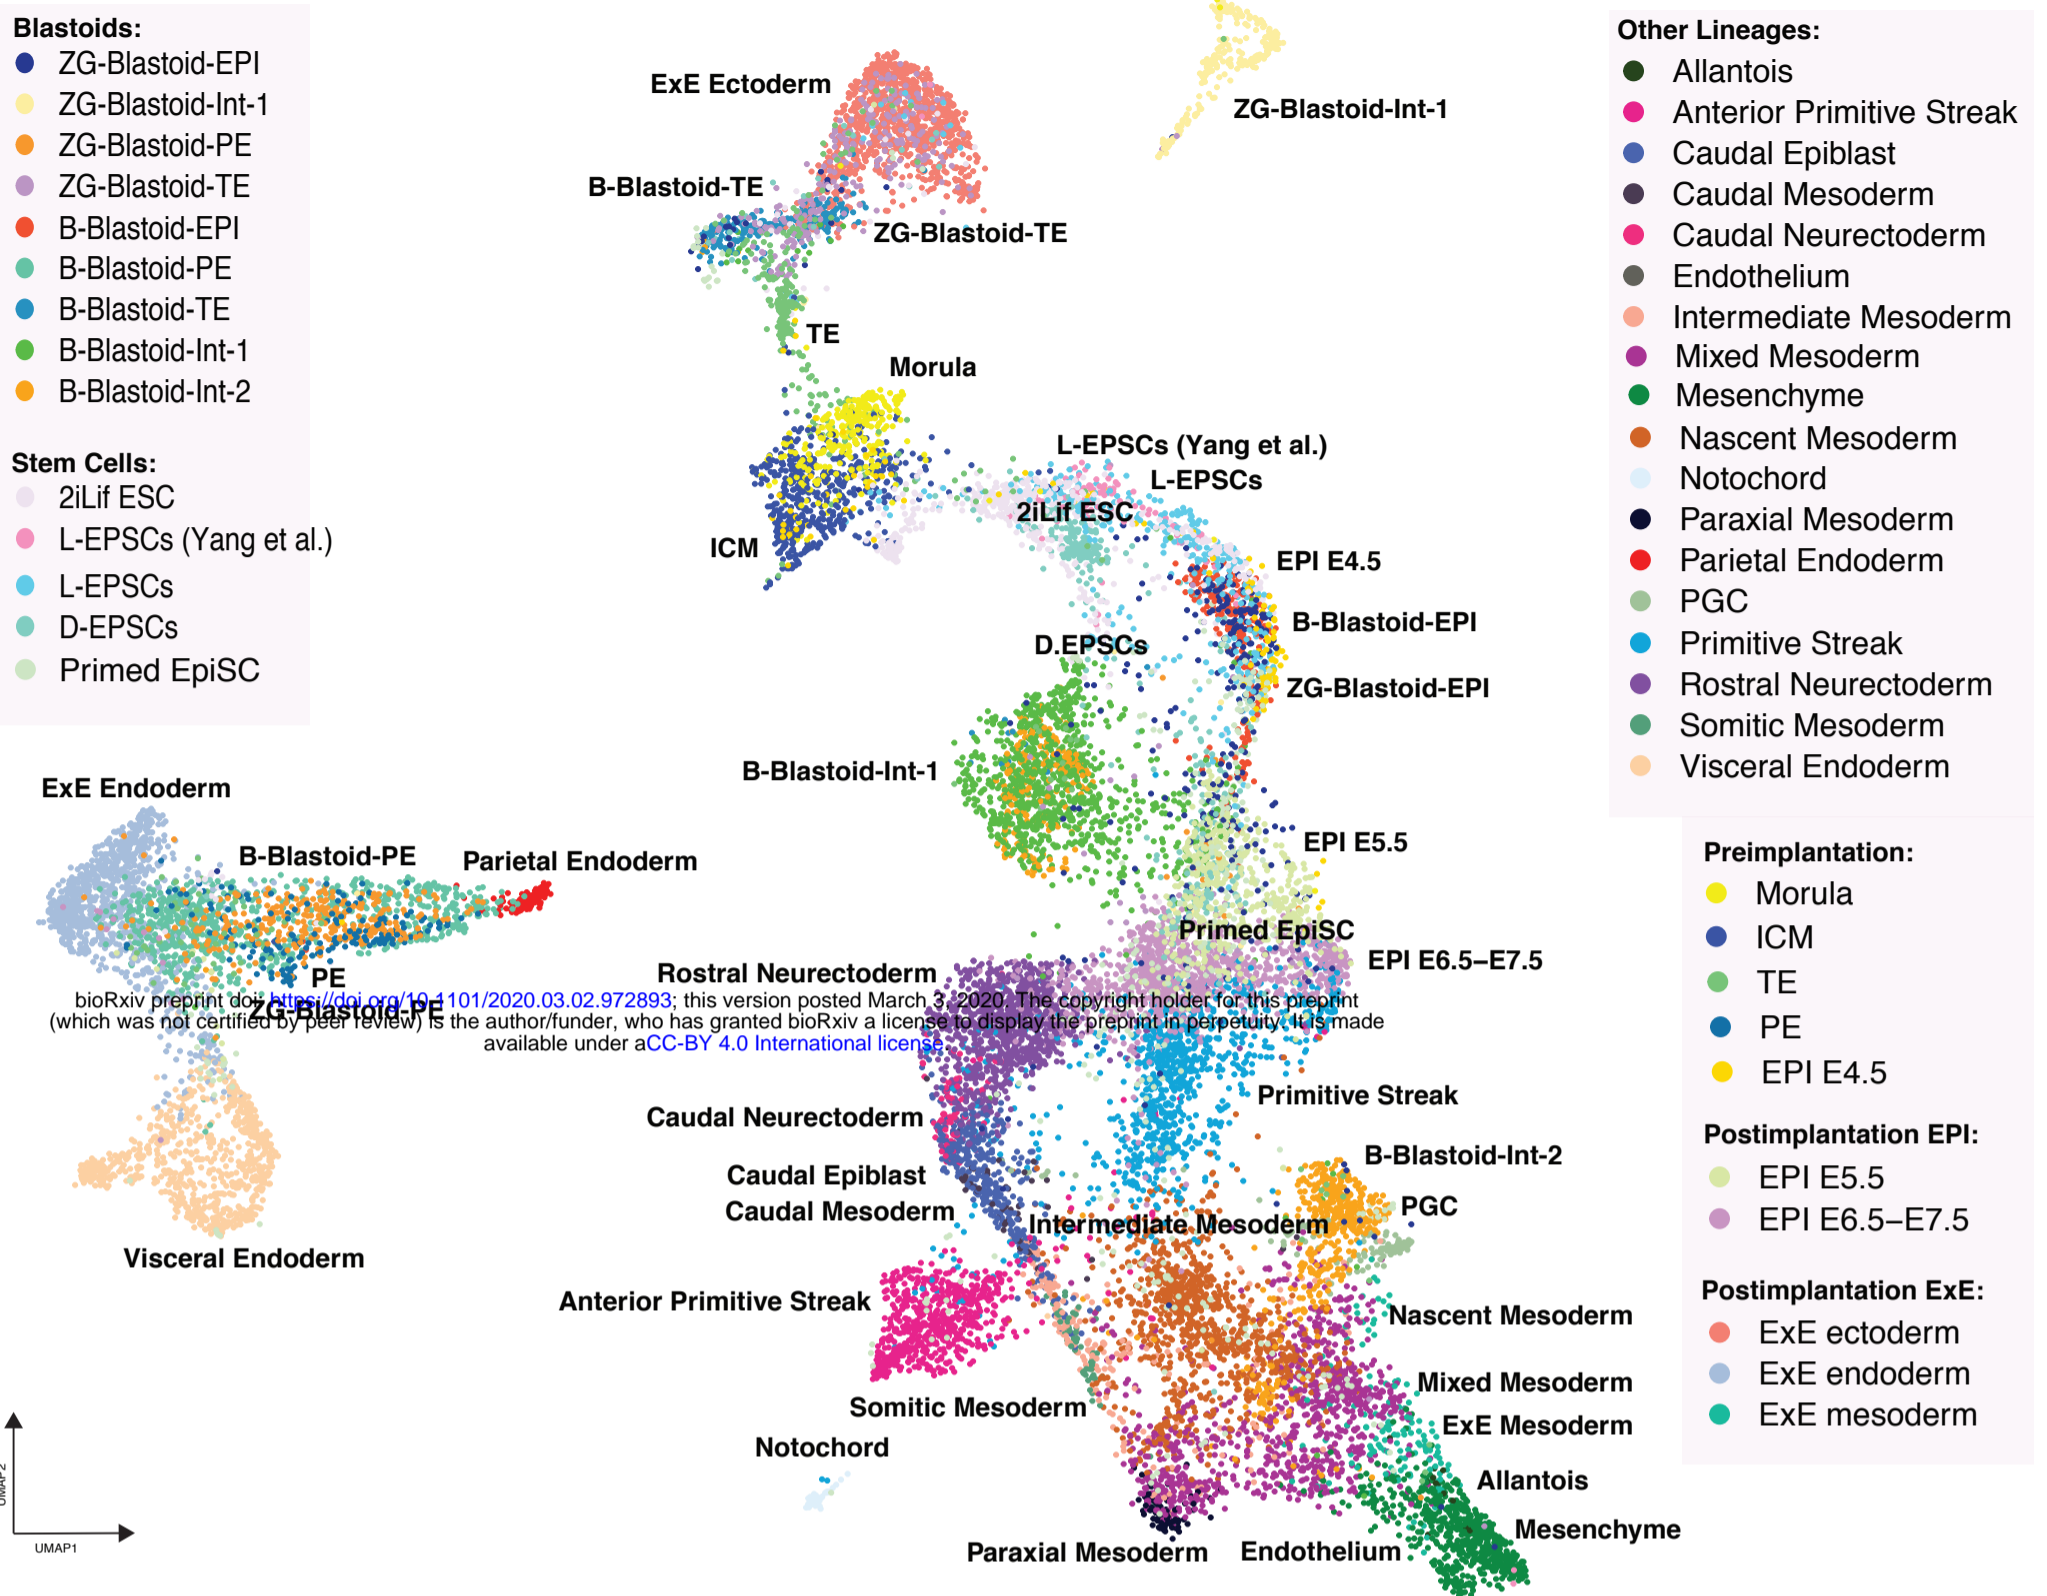 Blastoids:
ZG-Blastoid-EPI
ZG-Blastoid-Int-1
ZG-Blastoid-PE
ZG-Blastoid-TE
B-Blastoid-EPI
B-Blastoid-PE
B-Blastoid-TE
B-Blastoid-Int-1
B-Blastoid-Int-2
Stem Cells:
2iLif ESC
L-EPSCs (Yang et al.)
L-EPSCs
D-EPSCs
Primed EpiSC
ExE Ectoderm
ZG-Blastoid-Int-1
B-Blastoid-TE
ZG-Blastoid-TE
TE
Morula
L-EPSCs (Yang et al.)
L-EPSCs
2iLif ESC
ICM
EPI E4.5
B-Blastoid-EPI
D.EPSCs
ZG-Blastoid-EPI
B-Blastoid-Int-1
ExE Endoderm
B-Blastoid-PE
Parietal Endoderm
EPI E5.5
Primed EpiSC
EPI E6.5–E7.5
PE
Rostral Neurectoderm
ZG-Blastoid-PE
bioRxiv preprint doi: https://doi.org/10.1101/2020.03.02.972893; this version posted March 3, 2020. The copyright holder for this preprint
(which was not certified by peer review) is the author/funder, who has granted bioRxiv a license to display the preprint in perpetuity. It is made
available under aCC-BY 4.0 International license.
Primitive Streak
Caudal Neurectoderm
B-Blastoid-Int-2
Caudal Epiblast
PGC
Caudal Mesoderm
Intermediate Mesoderm
Visceral Endoderm
Anterior Primitive Streak
Nascent Mesoderm
Mixed Mesoderm
Somitic Mesoderm
ExE Mesoderm
Notochord
Allantois
Mesenchyme
Paraxial Mesoderm
Endothelium
UMAP2
UMAP1
Other Lineages:
Allantois
Anterior Primitive Streak
Caudal Epiblast
Caudal Mesoderm
Caudal Neurectoderm
Endothelium
Intermediate Mesoderm
Mixed Mesoderm
Mesenchyme
Nascent Mesoderm
Notochord
Paraxial Mesoderm
Parietal Endoderm
PGC
Primitive Streak
Rostral Neurectoderm
Somitic Mesoderm
Visceral Endoderm
Preimplantation:
Morula
ICM
TE
PE
EPI E4.5
Postimplantation EPI:
EPI E5.5
EPI E6.5–E7.5
Postimplantation ExE:
ExE ectoderm
ExE endoderm
ExE mesoderm